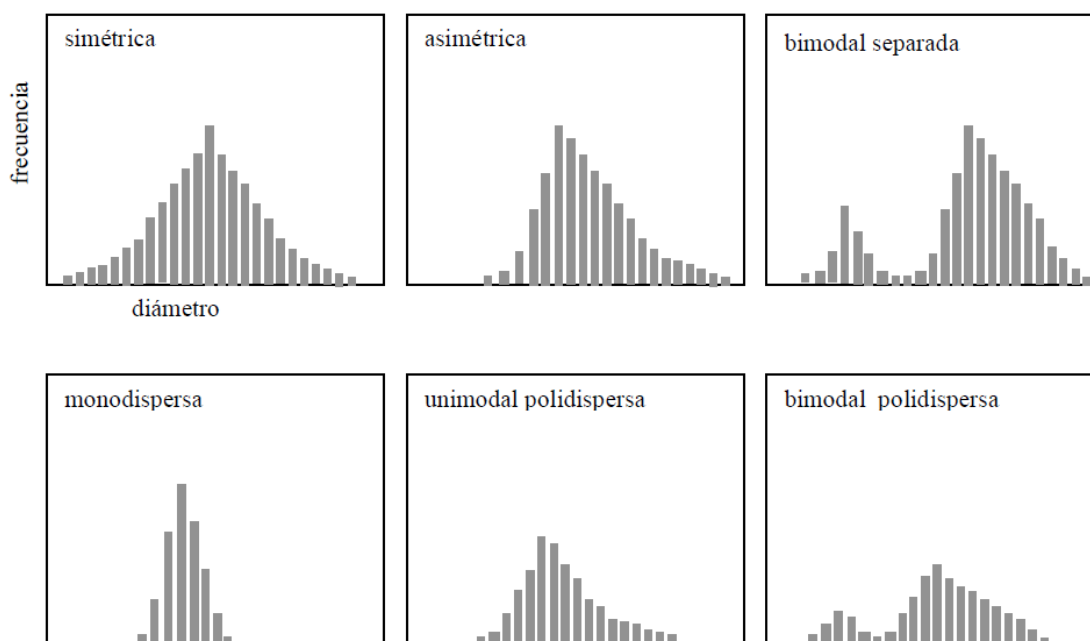 simétrica
asimétrica
bimodal separada
frecuencia
diámetro
monodispersa
unimodal polidispersa
bimodal polidispersa